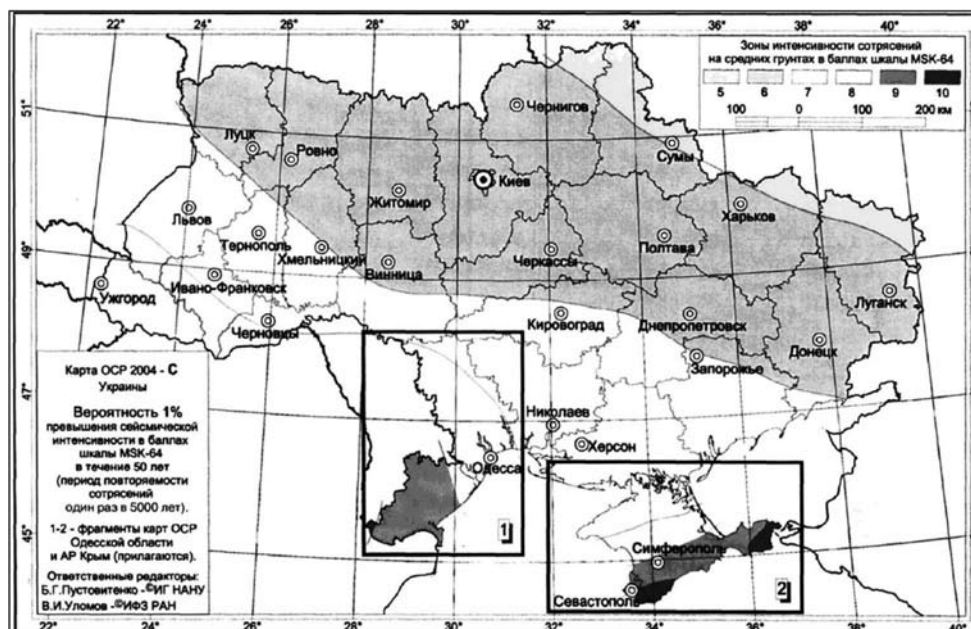 22° 24° 26° 28° 30° 32° 34° 36° 38° 40°
Зоны интенсивности сотрясений
на средних грунтах в баллах шкалы MSK-64
5 6 7 8 9 10
100 0 100 200 км
51°
49°
47°
45°
Чернигов
Луцк
Ровно
Сумы
Киев
Житомир
Харьков
Львов
Тернополь
Полтава
Хмельницкий
Черкассы
Винница
Ивано-Франковск
Ужгород
Луганск
Черновцы
Кировоград
Днепропетровск
Донецк
Запорожье
Николаев
Херсон
Одесса
1
Симферополь
Севастополь
2
Карта ОСР 2004 - С
Украины
Вероятность 1%
превышения сейсмической
интенсивности в баллах
шкалы MSK-64
в течение 50 лет
(период повторяемости
сотрясений
один раз в 5000 лет).
1-2 - фрагменты карт ОСР
Одесской области
и АР Крым (прилагаются).
Ответственные редакторы:
Б.Г.Пустовитенко -©ИГ НАНУ
В.И.Уломов -©ИФЗ РАН
22° 24° 26° 28° 30° 32° 34° 36° 38° 40°